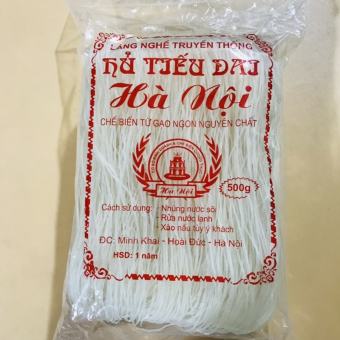 LÀNG NGHỀ TRUYỀN THỐNG
HỦ TIẾU DAI
Hà Nội
CHẾ BIẾN TỪ GẠO NGON NGUYÊN CHẤT
Hà Nội
500g
Cách sử dụng: - Nhúng nước sôi
- Rửa nước lạnh
- Xào nấu tùy ý khách
ĐC: Minh Khai - Hoài Đức - Hà Nội
HSD: 1 năm